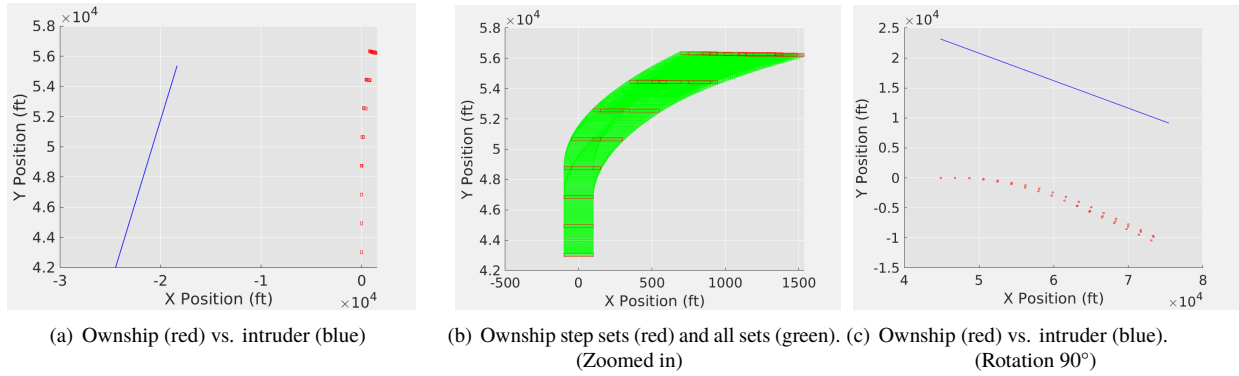 5.8 ×10⁴
5.6
5.4
5.2
5
4.8
4.6
4.4
4.2
Y Position (ft)
-3 -2 -1 0
×10⁴
X Position (ft)
(a) Ownship (red) vs. intruder (blue)
5.8 ×10⁴
5.6
5.4
5.2
5
4.8
4.6
4.4
4.2
Y Position (ft)
0 500 1000 1500
X Position (ft)
(b) Ownship step sets (red) and all sets (green).
(Zoomed in)
2.5 ×10⁴
2
1.5
1
0.5
0
-0.5
-1
-1.5
Y Position (ft)
4 5 6 7 8
×10⁴
X Position (ft)
(c) Ownship (red) vs. intruder (blue).
(Rotation 90°)